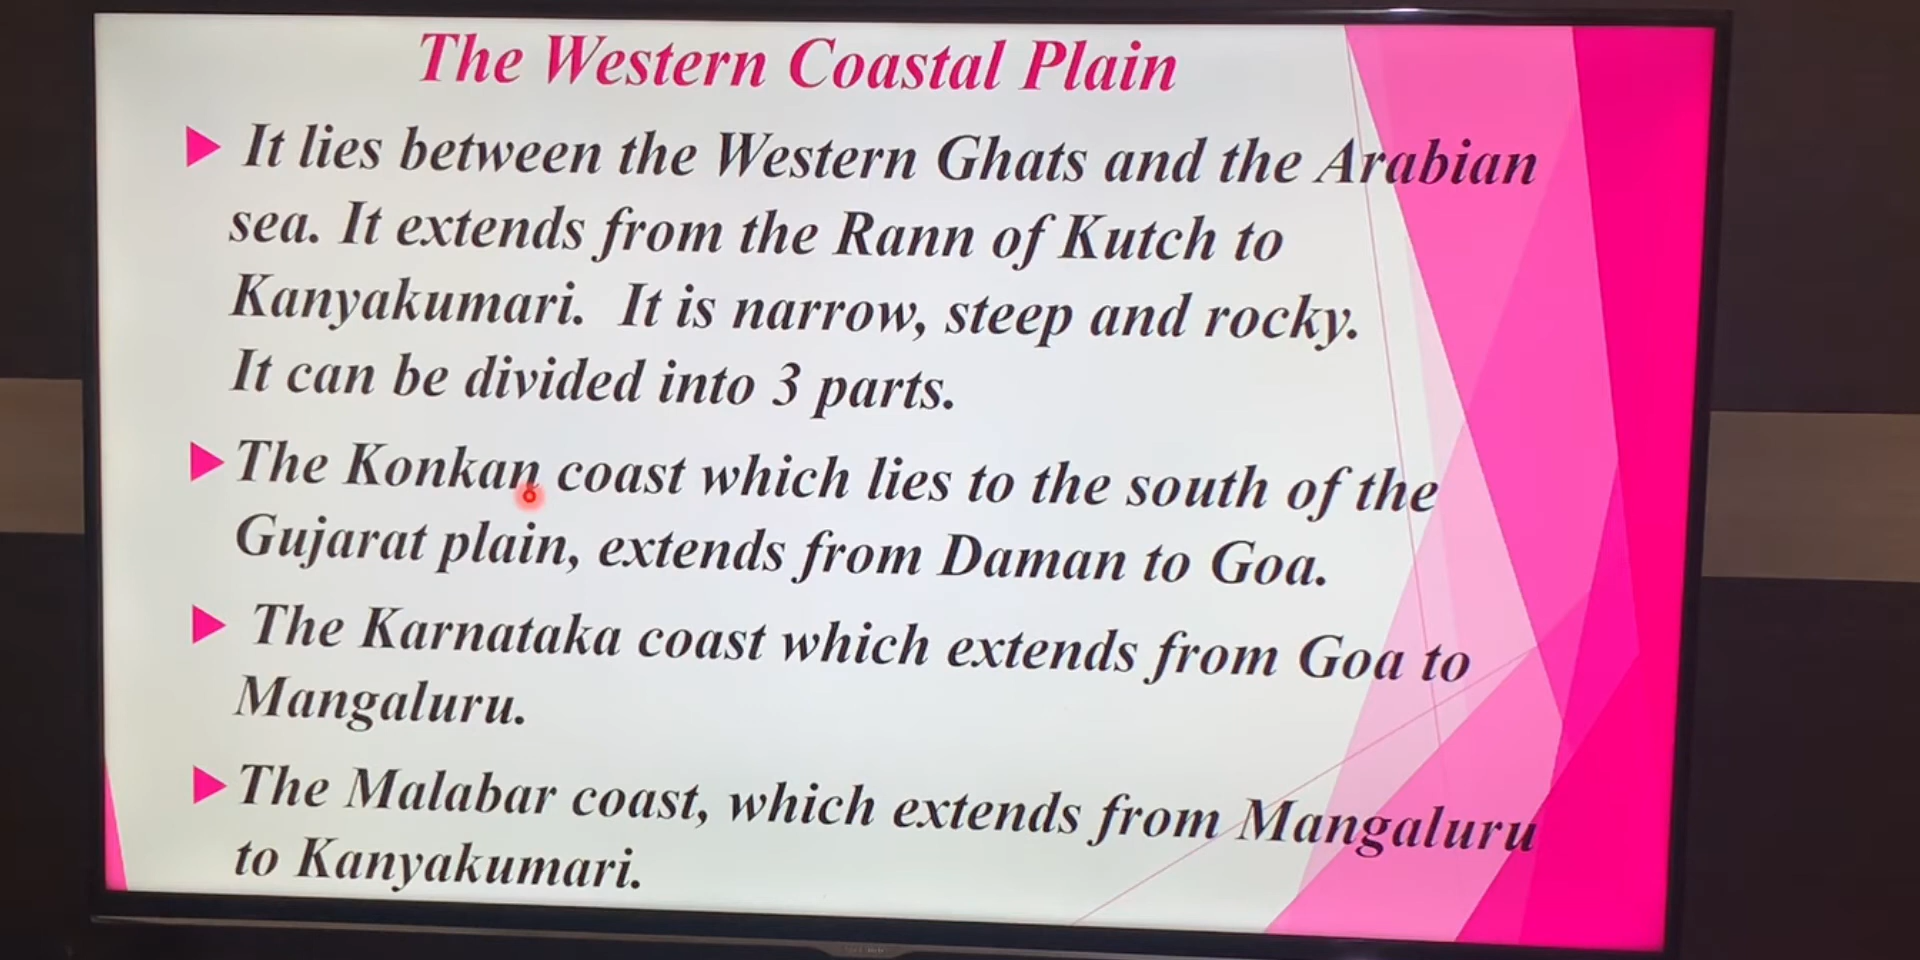 The Western Coastal Plain
It lies between the Western Ghats and the Arabian
sea. It extends from the Rann of Kutch to
Kanyakumari. It is narrow, steep and rocky.
It can be divided into 3 parts.
The Konkan coast which lies to the south of the
Gujarat plain, extends from Daman to Goa.
The Karnataka coast which extends from Goa to
Mangaluru.
The Malabar coast, which extends from Mangaluru
to Kanyakumari.